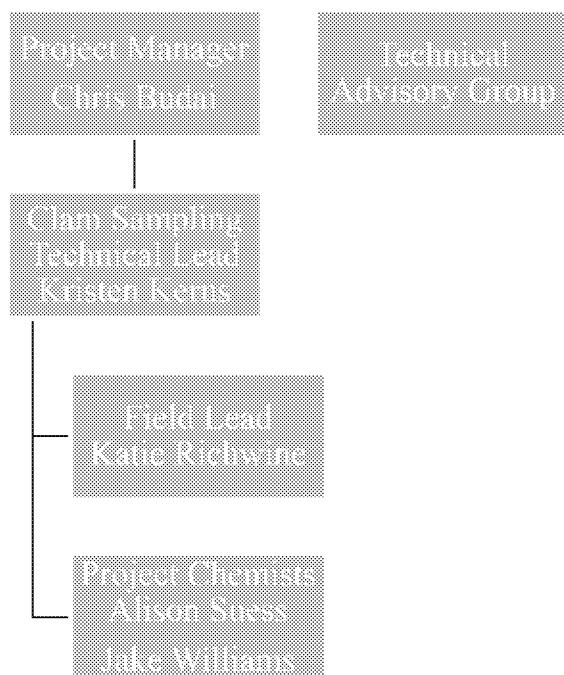 Project Manager
Chris Budai
Technical
Advisory Group
Clam Sampling
Technical Lead
Kristen Kerns
Field Lead
Katie Richwine
Project Chemists
Alison Suess
Jake Williams